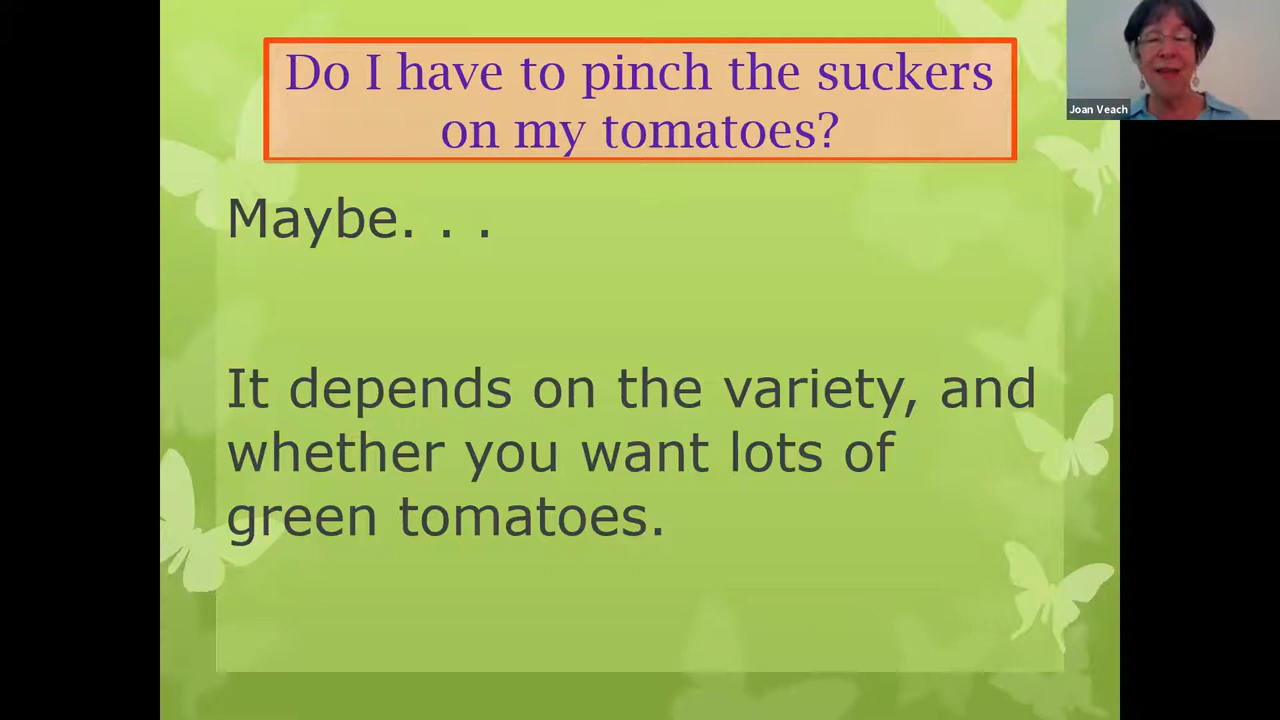 Do I have to pinch the suckers
on my tomatoes?
Joan Veach
Maybe. . .
It depends on the variety, and
whether you want lots of
green tomatoes.